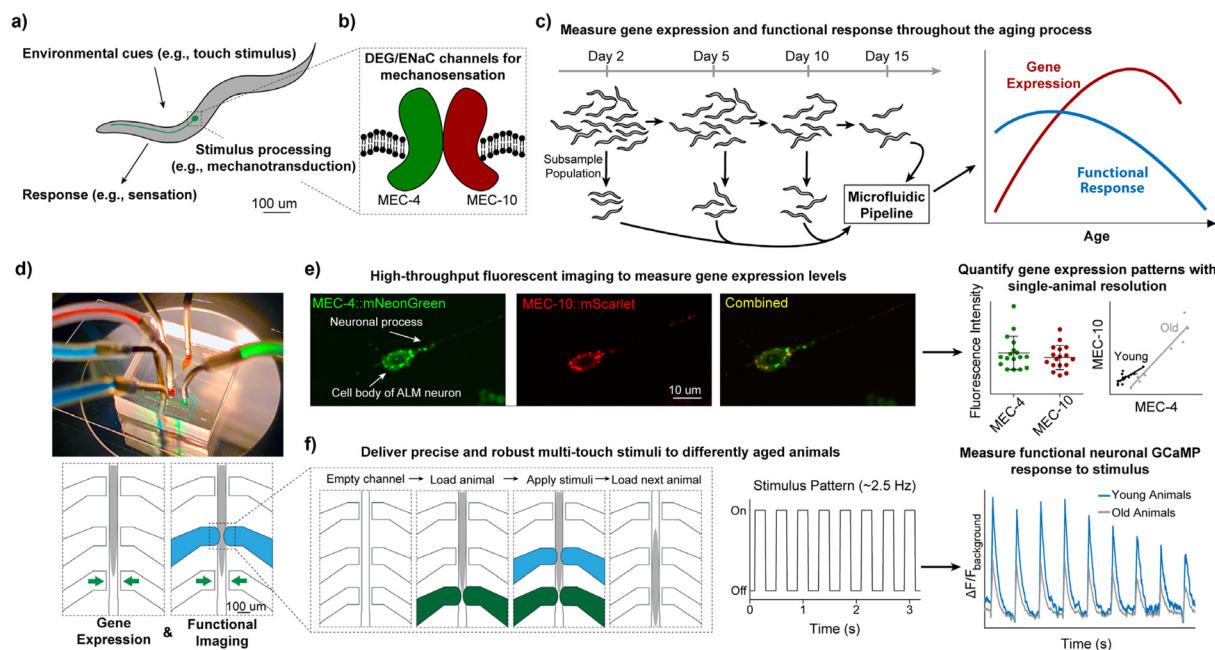 a)
Environmental cues (e.g., touch stimulus)
Stimulus processing
(e.g., mechanotransduction)
Response (e.g., sensation)
100 um
b)
DEG/ENaC channels for
mechanosensation
MEC-4
MEC-10
c)
Measure gene expression and functional response throughout the aging process
Day 2
Day 5
Day 10
Day 15
Subsample
Population
Microfluidic
Pipeline
Gene
Expression
Functional
Response
Age
d)
100 um
Gene
Expression
&
Functional
Imaging
e)
High-throughput fluorescent imaging to measure gene expression levels
MEC-4::mNeonGreen
Neuronal process
Cell body of ALM neuron
MEC-10::mScarlet
10 um
Combined
Quantify gene expression patterns with
single-animal resolution
Fluorescence Intensity
MEC-4
MEC-10
MEC-10
Old
Young
MEC-4
f)
Deliver precise and robust multi-touch stimuli to differently aged animals
Empty channel
Load animal
Apply stimuli
Load next animal
Stimulus Pattern (~2.5 Hz)
On
Off
0
1
2
3
Time (s)
Measure functional neuronal GCaMP
response to stimulus
Young Animals
Old Animals
ΔF/Fbackground
Time (s)